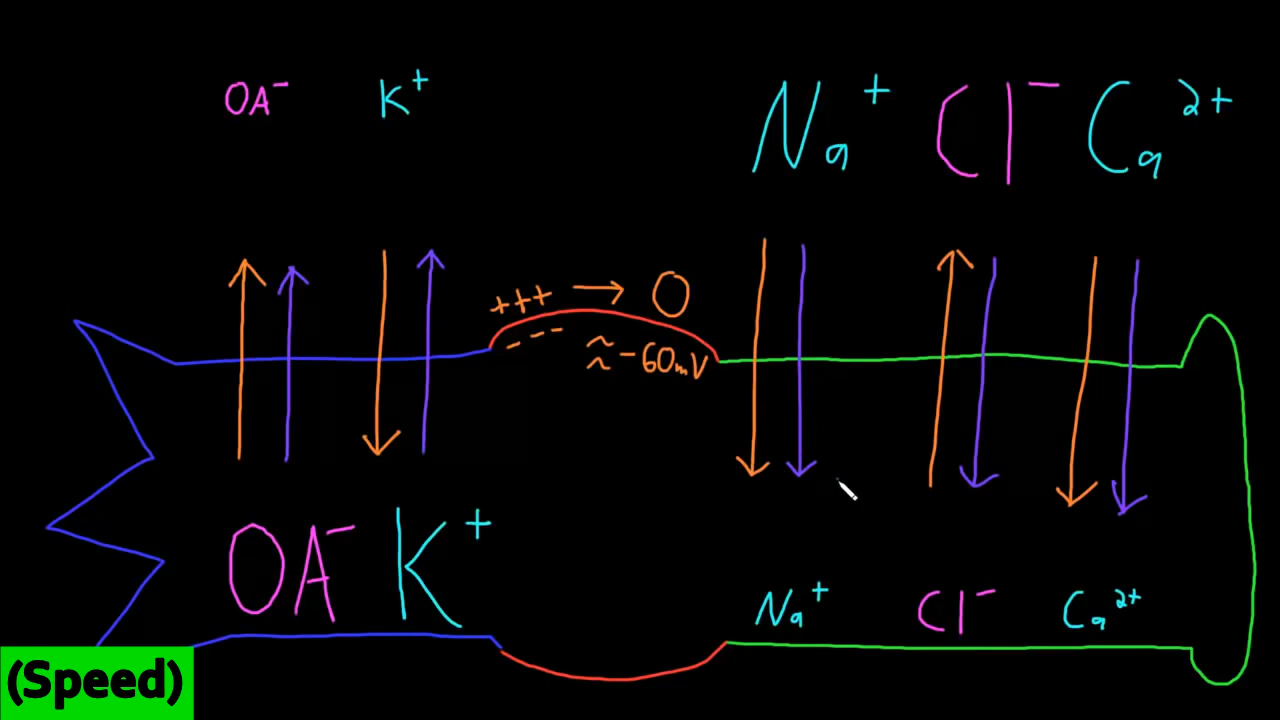 OA⁻ K⁺ Na⁺ Cl⁻ Ca²⁺
+++ → 0
--- ≈ -60mV
OA⁻ K⁺ Na⁺ Cl⁻ Ca²⁺
(Speed)